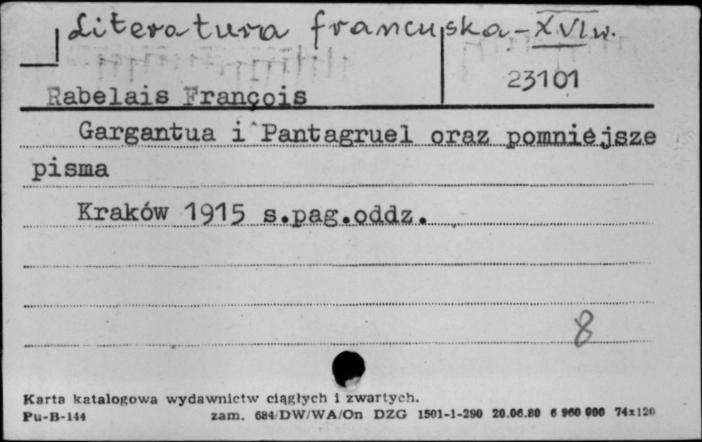 Literatura francuska - XVI w.
23101
Rabelais François
Gargantua i Pantagruel oraz pomniejsze
pisma
Kraków 1915 s.pag.oddz.
8
Karta katalogowa wydawnictw ciągłych i zwartych.
Pu-B-144 zam. 684/DW/WA/On DZG 1501-1-290 20.06.80 6 960 000 74x120